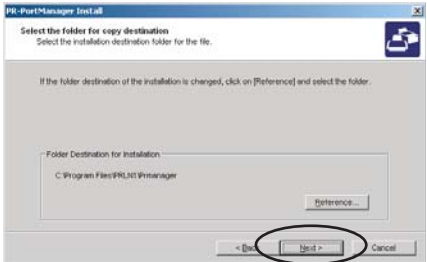 PR-PortManager Install
Select the folder for copy destination
Select the installation destination folder for the file.
If the folder destination of the installation is changed, click on [Reference] and select the folder.
Folder Destination for Installation
C:\Program Files\PRLNT\Prmanager
Reference...
< Back
Next >
Cancel